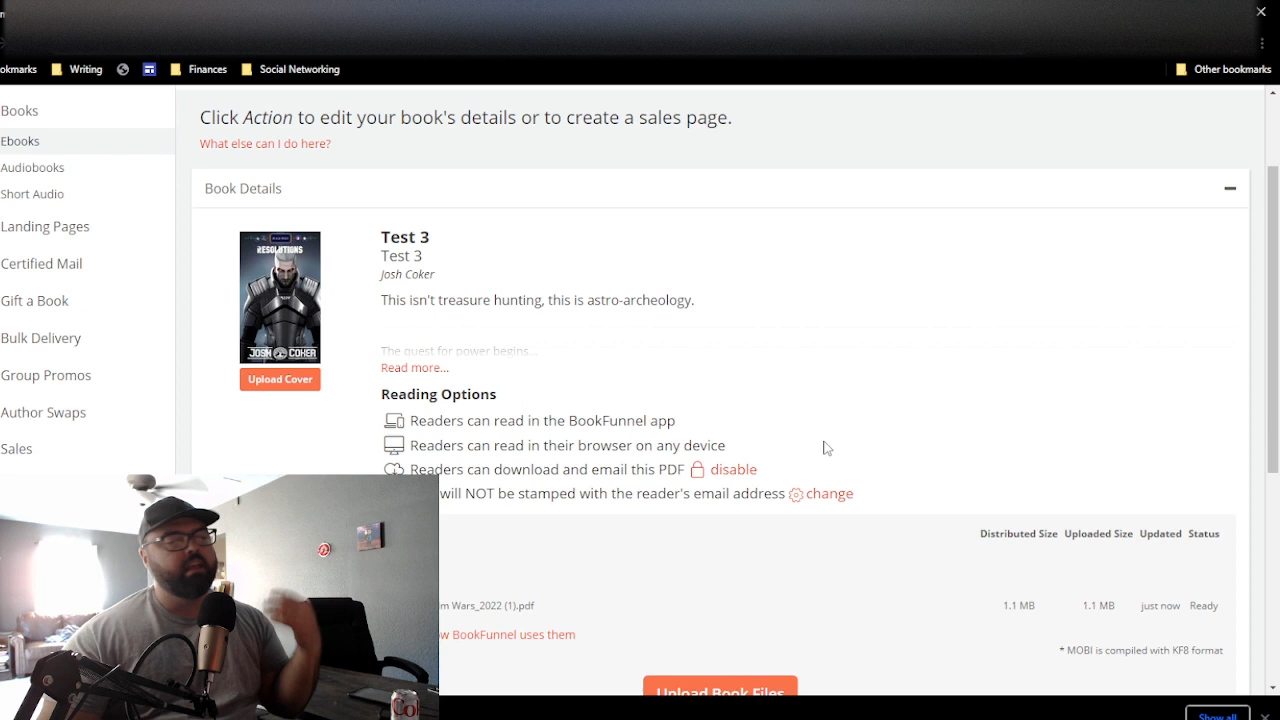 okmarks
Writing
Finances
Social Networking
Other bookmarks
Books
Ebooks
Audiobooks
Short Audio
Landing Pages
Certified Mail
Gift a Book
Bulk Delivery
Group Promos
Author Swaps
Sales
Click Action to edit your book's details or to create a sales page.
What else can I do here?
Book Details
RESOLUTIONS
JOSH COKER
Upload Cover
Test 3
Test 3
Josh Coker
This isn't treasure hunting, this is astro-archeology.
The quest for power begins...
Read more...
Reading Options
Readers can read in the BookFunnel app
Readers can read in their browser on any device
Readers can download and email this PDF disable
will NOT be stamped with the reader's email address change
Distributed Size Uploaded Size Updated Status
m Wars_2022 (1).pdf 1.1 MB 1.1 MB just now Ready
ow BookFunnel uses them
* MOBI is compiled with KF8 format
Upload Book Files
Show all
Co